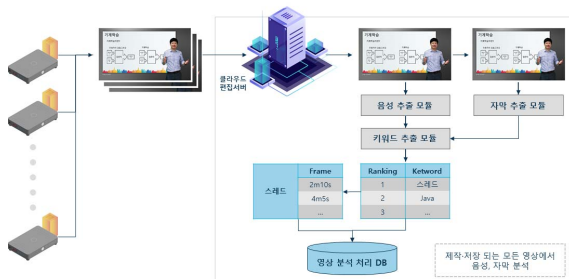 기계학습
기계학습
기계학습
클라우드
편집서버
음성 추출 모듈
자막 추출 모듈
키워드 추출 모듈
스레드
Frame
2m10s
4m5s
...
Ranking Ketword
1 스레드
2 Java
3 ...
영상 분석 처리 DB
제작·저장 되는 모든 영상에서
음성, 자막 분석